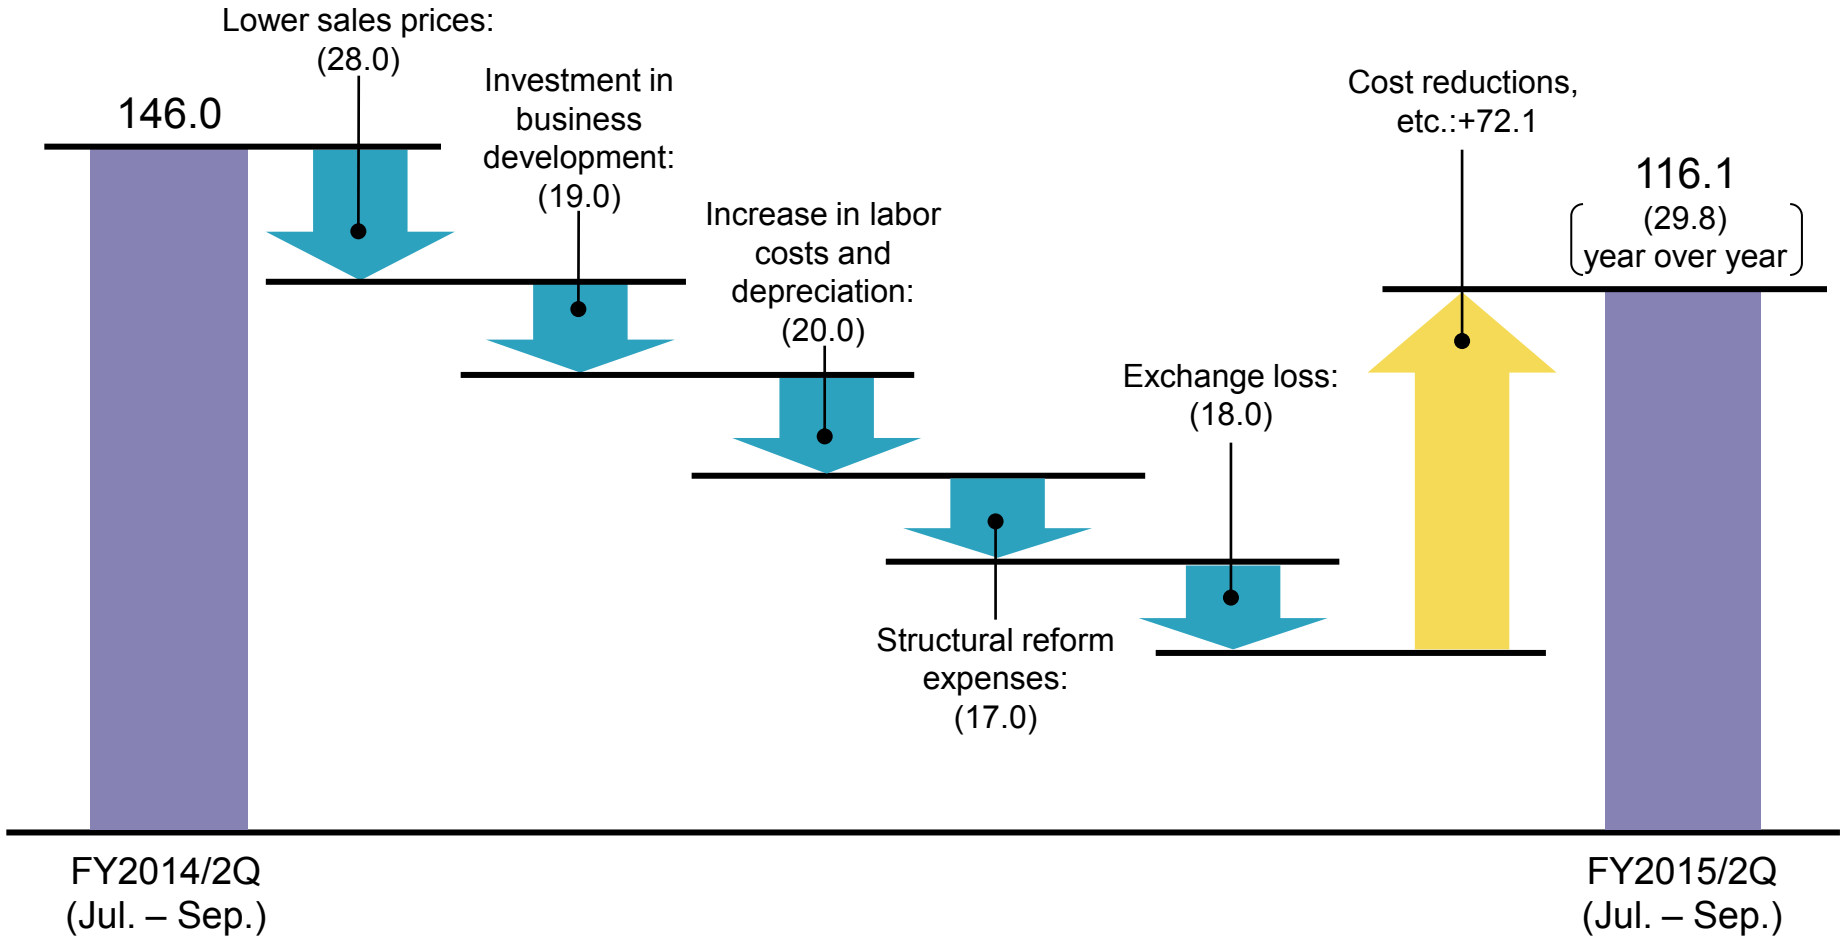 Lower sales prices:
(28.0)
146.0
Investment in
business
development:
(19.0)
Increase in labor
costs and
depreciation:
(20.0)
Structural reform
expenses:
(17.0)
Exchange loss:
(18.0)
Cost reductions,
etc.:+72.1
116.1
(29.8)
year over year
FY2014/2Q
(Jul. – Sep.)
FY2015/2Q
(Jul. – Sep.)